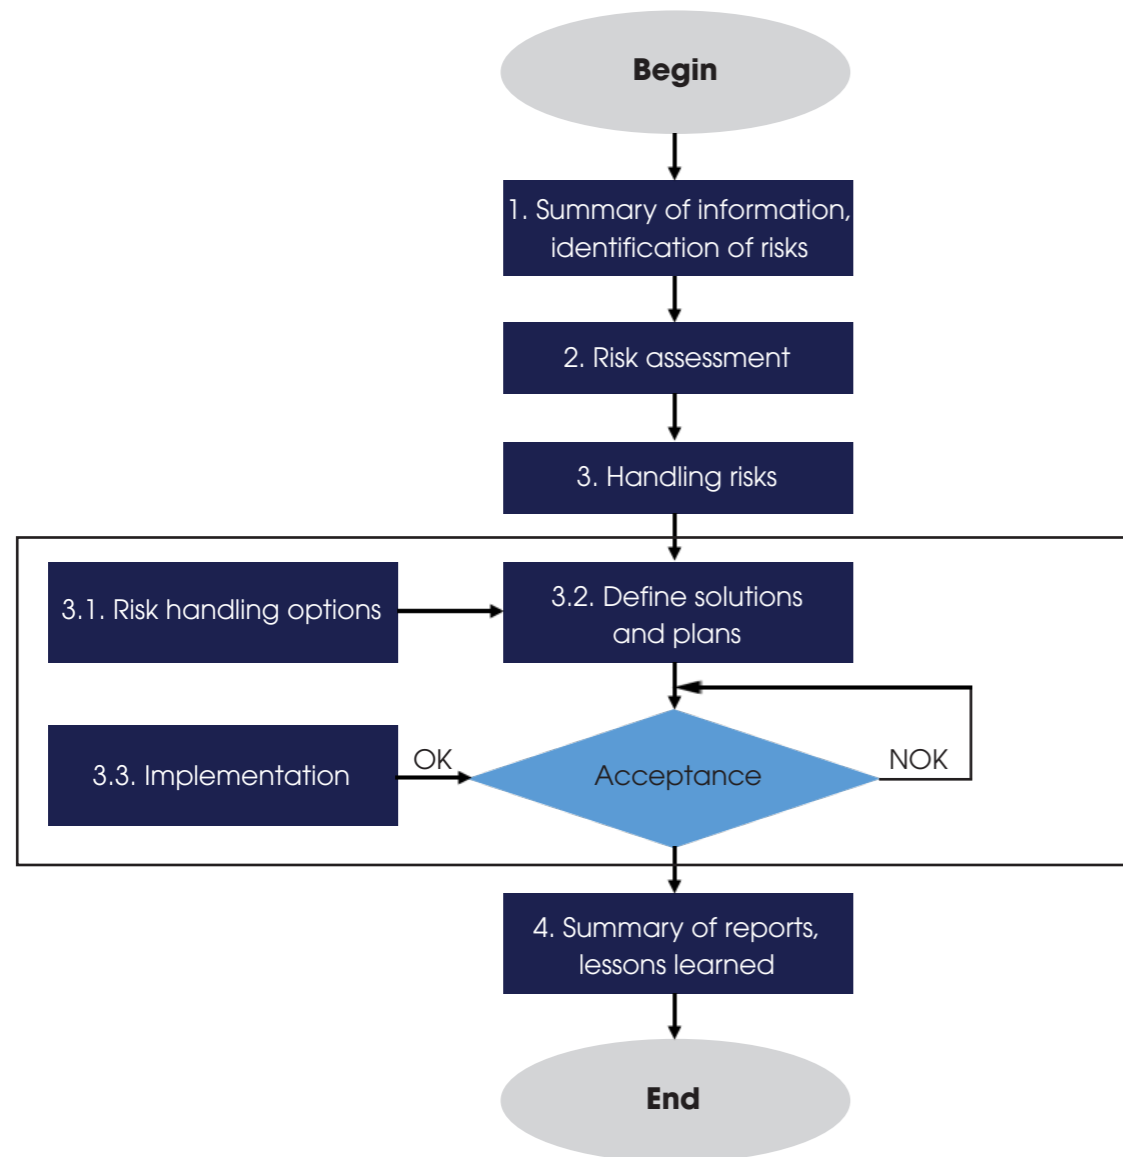 Begin
1. Summary of information,
identification of risks
2. Risk assessment
3. Handling risks
3.1. Risk handling options
3.2. Define solutions
and plans
3.3. Implementation
OK
Acceptance
NOK
4. Summary of reports,
lessons learned
End